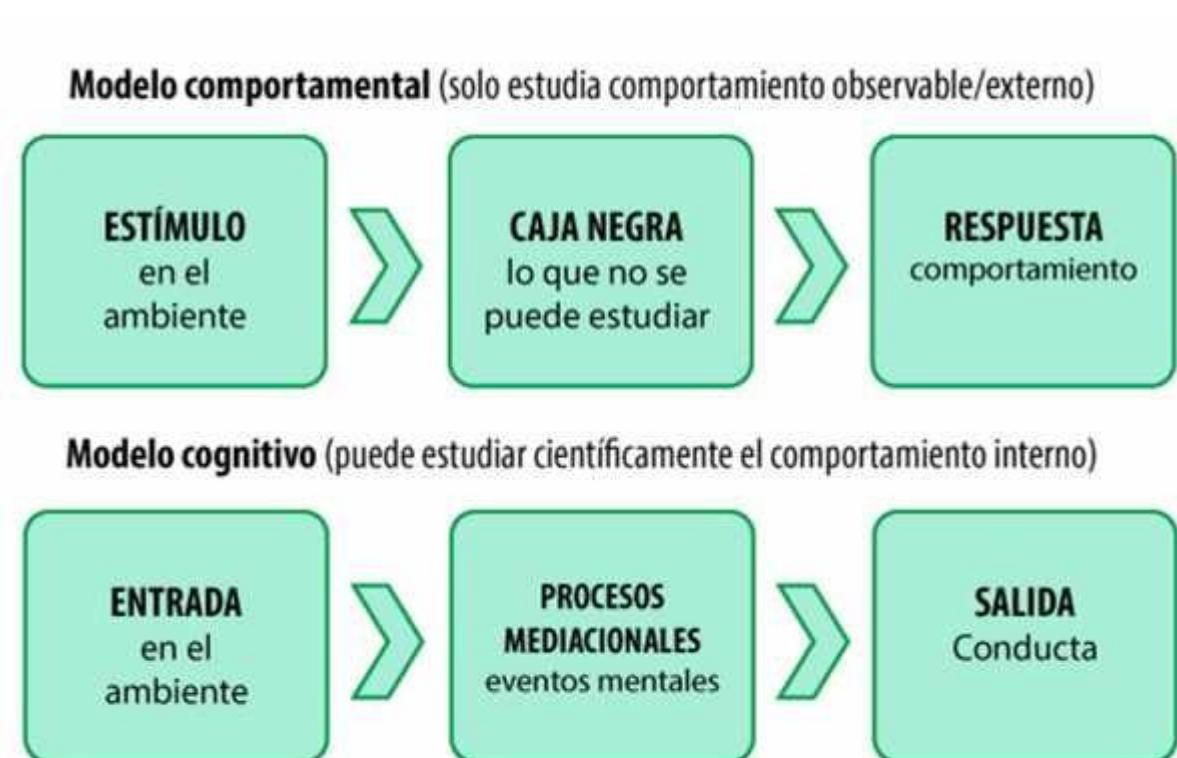 Modelo comportamental (solo estudia comportamiento observable/externo)
ESTÍMULO
en el
ambiente
CAJA NEGRA
lo que no se
puede estudiar
RESPUESTA
comportamiento
Modelo cognitivo (puede estudiar científicamente el comportamiento interno)
ENTRADA
en el
ambiente
PROCESOS
MEDIACIONALES
eventos mentales
SALIDA
Conducta